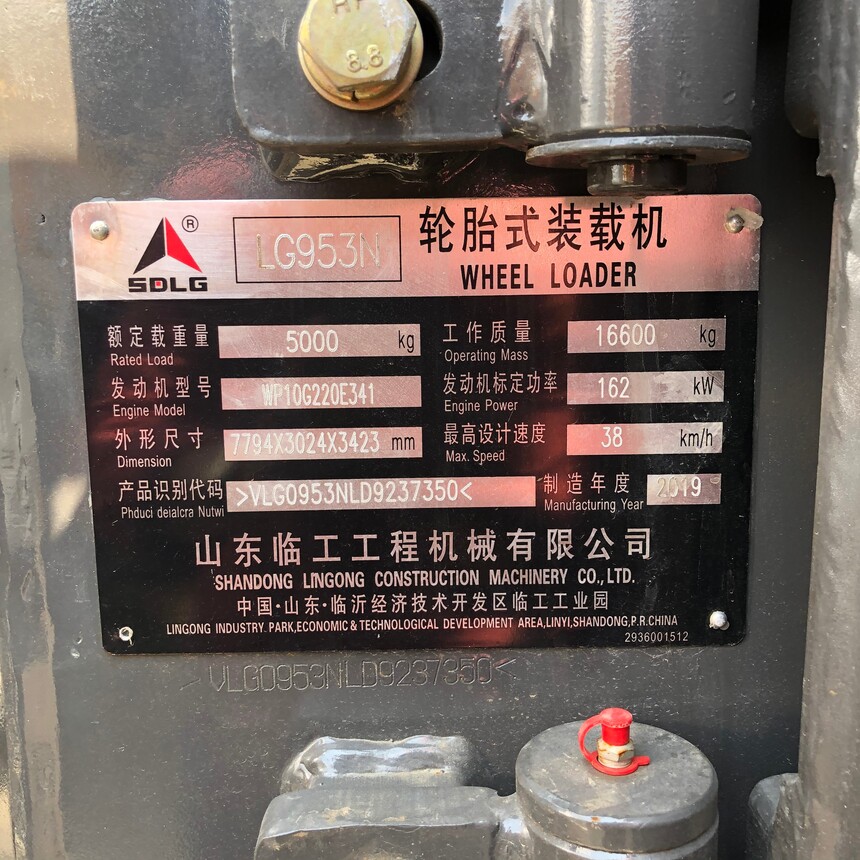 8.8
®
SDLG
LG953N
轮胎式装载机
WHEEL LOADER
额定载重量 5000 kg 工作质量 16600 kg
Rated Load Operating Mass
发动机型号 WP10G220E341 发动机标定功率 162 kW
Engine Model Engine Power
外形尺寸 7794X3024X3423 mm 最高设计速度 38 km/h
Dimension Max. Speed
产品识别代码 >VLG0953NLD9237350< 制造年度 2019
Phduci deialcra Nutwi Manufacturing Year
山东临工工程机械有限公司
SHANDONG LINGONG CONSTRUCTION MACHINERY CO.,LTD.
中国·山东·临沂经济技术开发区临工工业园
LINGONG INDUSTRY PARK,ECONOMIC & TECHNOLOGICAL DEVELOPMENT AREA,LINYI,SHANDONG,P.R.CHINA
2936001512
>VLG0953NLD9237350<